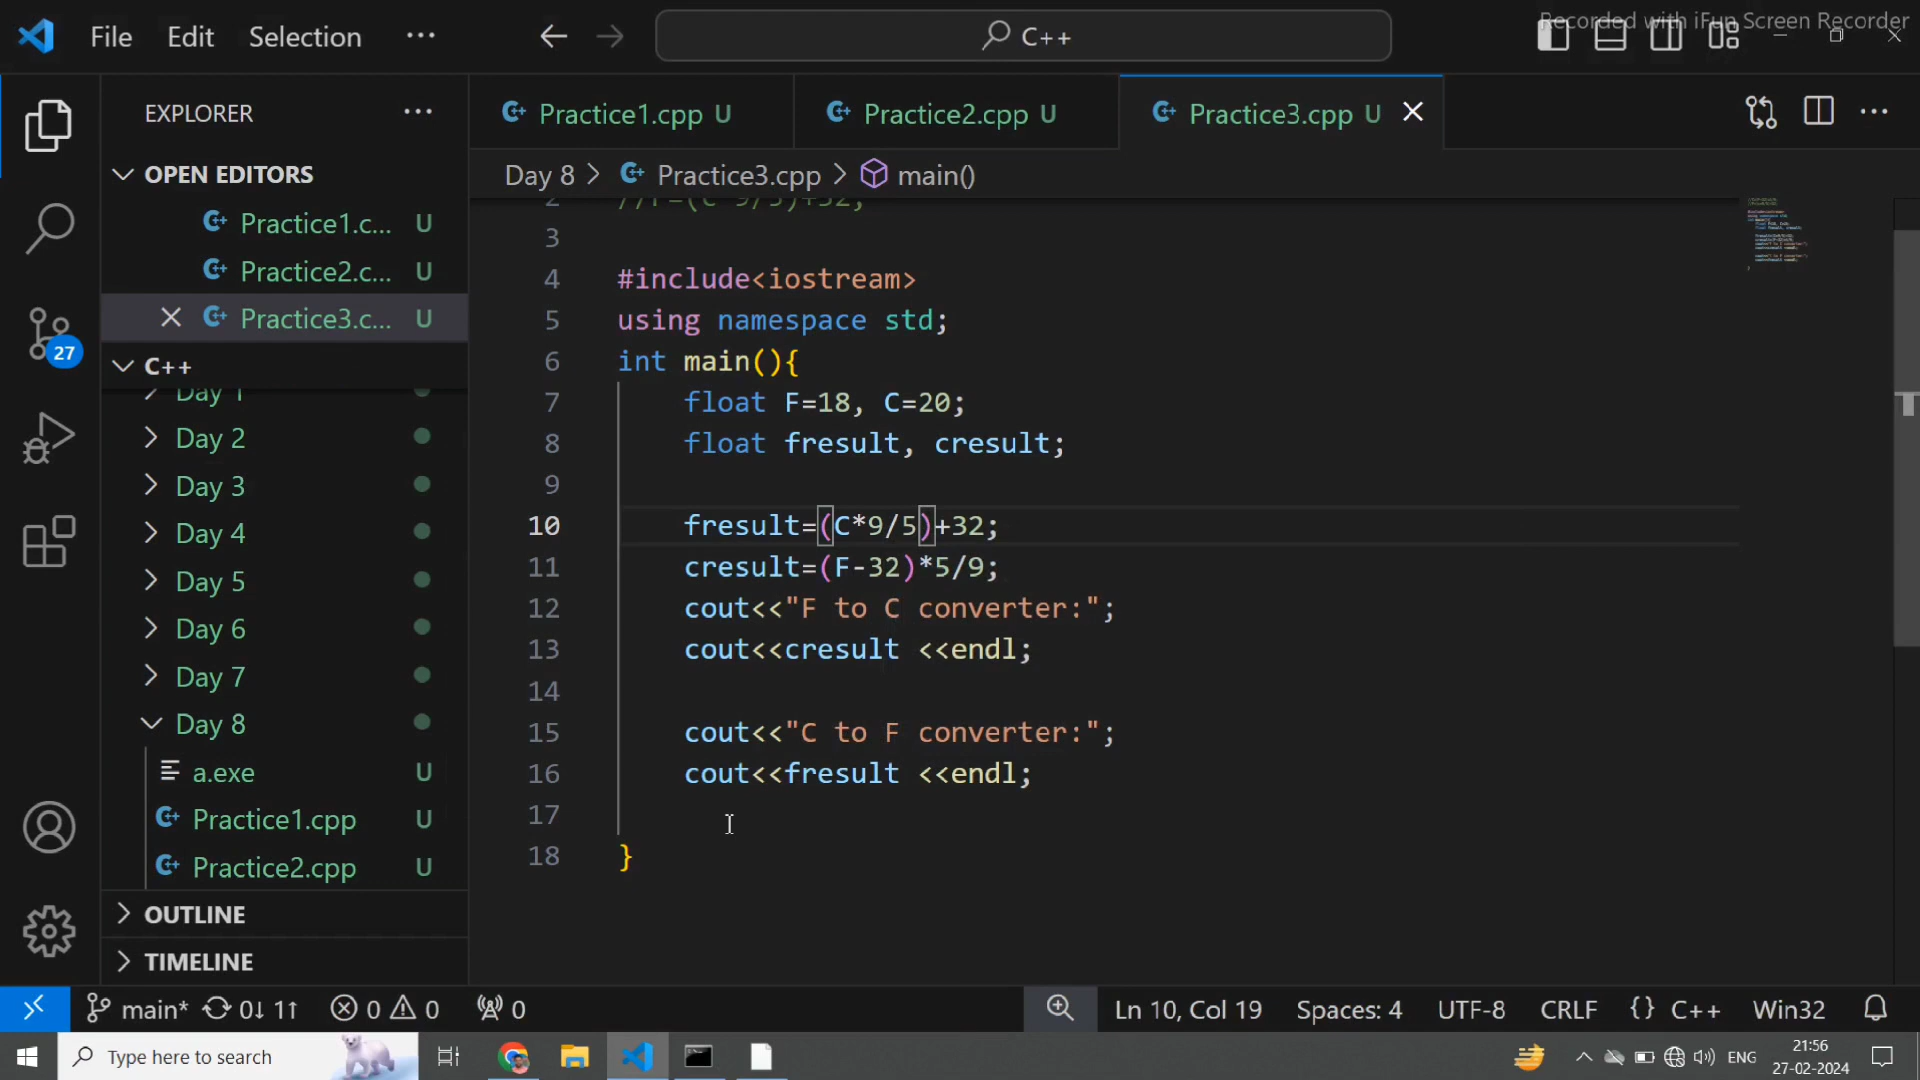 File Edit Selection ··· C++
Recorded with iFun Screen Recorder
EXPLORER ···
Practice1.cpp U Practice2.cpp U Practice3.cpp U
Day 8 > Practice3.cpp > main()
OPEN EDITORS
Practice1.c... U
Practice2.c... U
Practice3.c... U
C++
Day 1
Day 2
Day 3
Day 4
Day 5
Day 6
Day 7
Day 8
a.exe U
Practice1.cpp U
Practice2.cpp U
OUTLINE
TIMELINE
27
2 //F=(C*9/5)+32;
3
4 #include<iostream>
5 using namespace std;
6 int main(){
7 float F=18, C=20;
8 float fresult, cresult;
9
10 fresult=(C*9/5)+32;
11 cresult=(F-32)*5/9;
12 cout<<"F to C converter:";
13 cout<<cresult <<endl;
14
15 cout<<"C to F converter:";
16 cout<<fresult <<endl;
17
18 }
main* 0↓ 1↑ 0 0 0 Ln 10, Col 19 Spaces: 4 UTF-8 CRLF {} C++ Win32
Type here to search ENG 21:56
27-02-2024